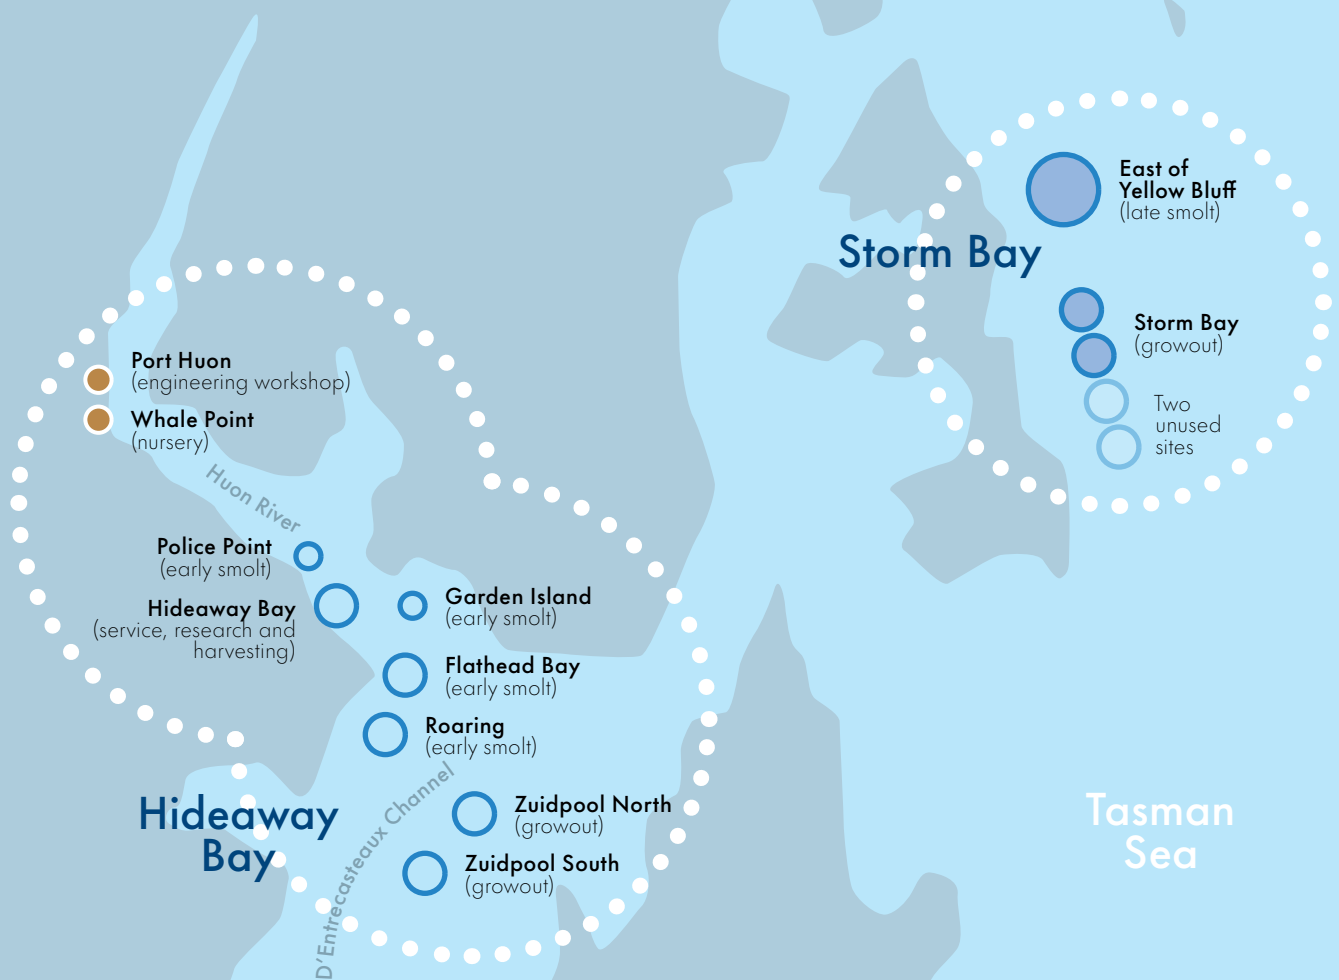 East of
Yellow Bluff
(late smolt)
Storm Bay
Storm Bay
(growout)
Two
unused
sites
Port Huon
(engineering workshop)
Whale Point
(nursery)
Huon River
Police Point
(early smolt)
Hideaway Bay
(service, research and
harvesting)
Garden Island
(early smolt)
Flathead Bay
(early smolt)
Roaring
(early smolt)
D'Entrecasteaux Channel
Hideaway
Bay
Zuidpool North
(growout)
Zuidpool South
(growout)
Tasman
Sea